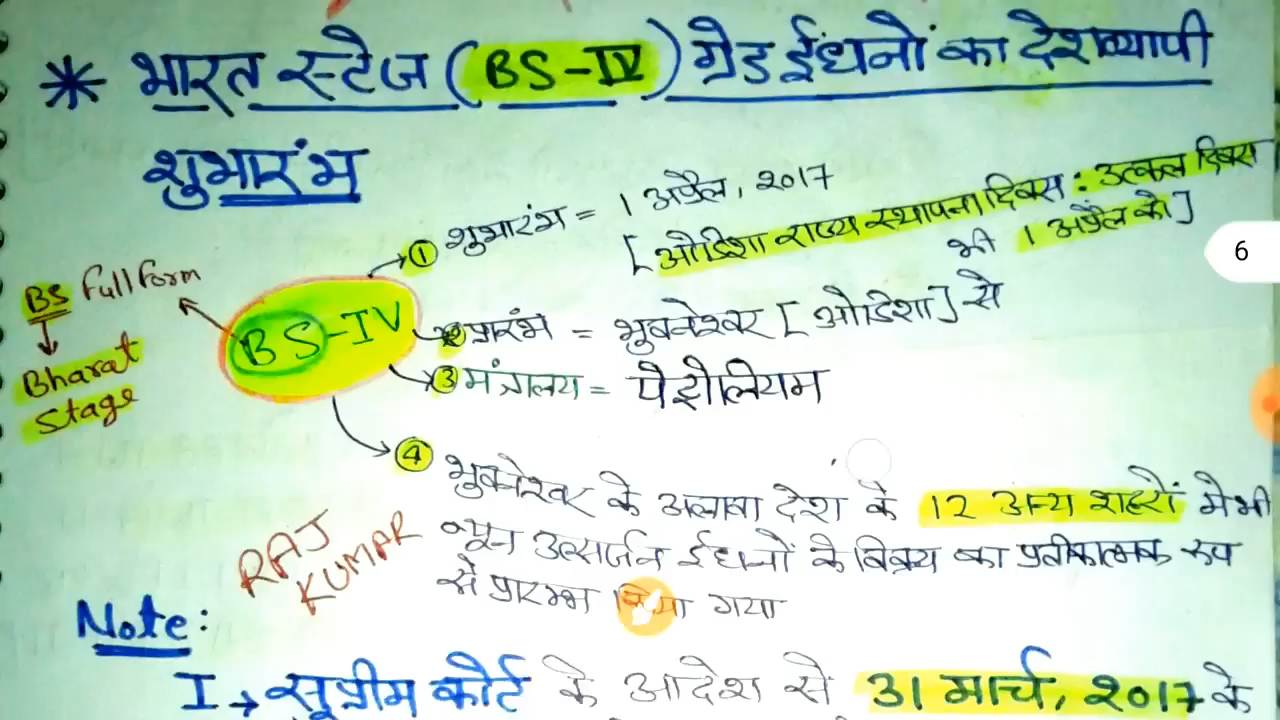 * भारत स्टेज (BS-IV) ग्रेड ईंधनों का देशव्यापी
शुभारंभ
① शुभारंभ = 1 अप्रैल, 2017
[ओडिशा राज्य स्थापना दिवस : उत्कल दिवस
भी 1 अप्रैल को]
BS Full Form
Bharat
Stage
BS-IV
② प्रारंभ = भुवनेश्वर [ओडिशा] से
③ मंत्रालय = पेट्रोलियम
④ भुवनेश्वर के अलावा देश के 12 अन्य शहरों मे भी
न्यून उत्सर्जन ईधनों के विक्रय का प्रतीकात्मक रूप
से प्रारम्भ किया गया
RAJ
KUMAR
Note:
I → सुप्रीम कोर्ट के आदेश से 31 मार्च, 2017 के
6